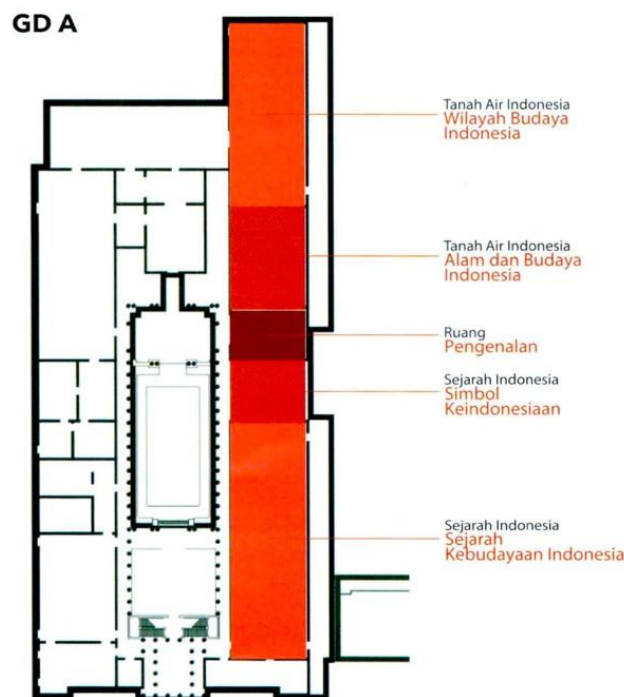 GD A
Tanah Air Indonesia
Wilayah Budaya
Indonesia
Tanah Air Indonesia
Alam dan Budaya
Indonesia
Ruang
Pengenalan
Sejarah Indonesia
Simbol
Keindonesiaan
Sejarah Indonesia
Sejarah
Kebudayaan Indonesia